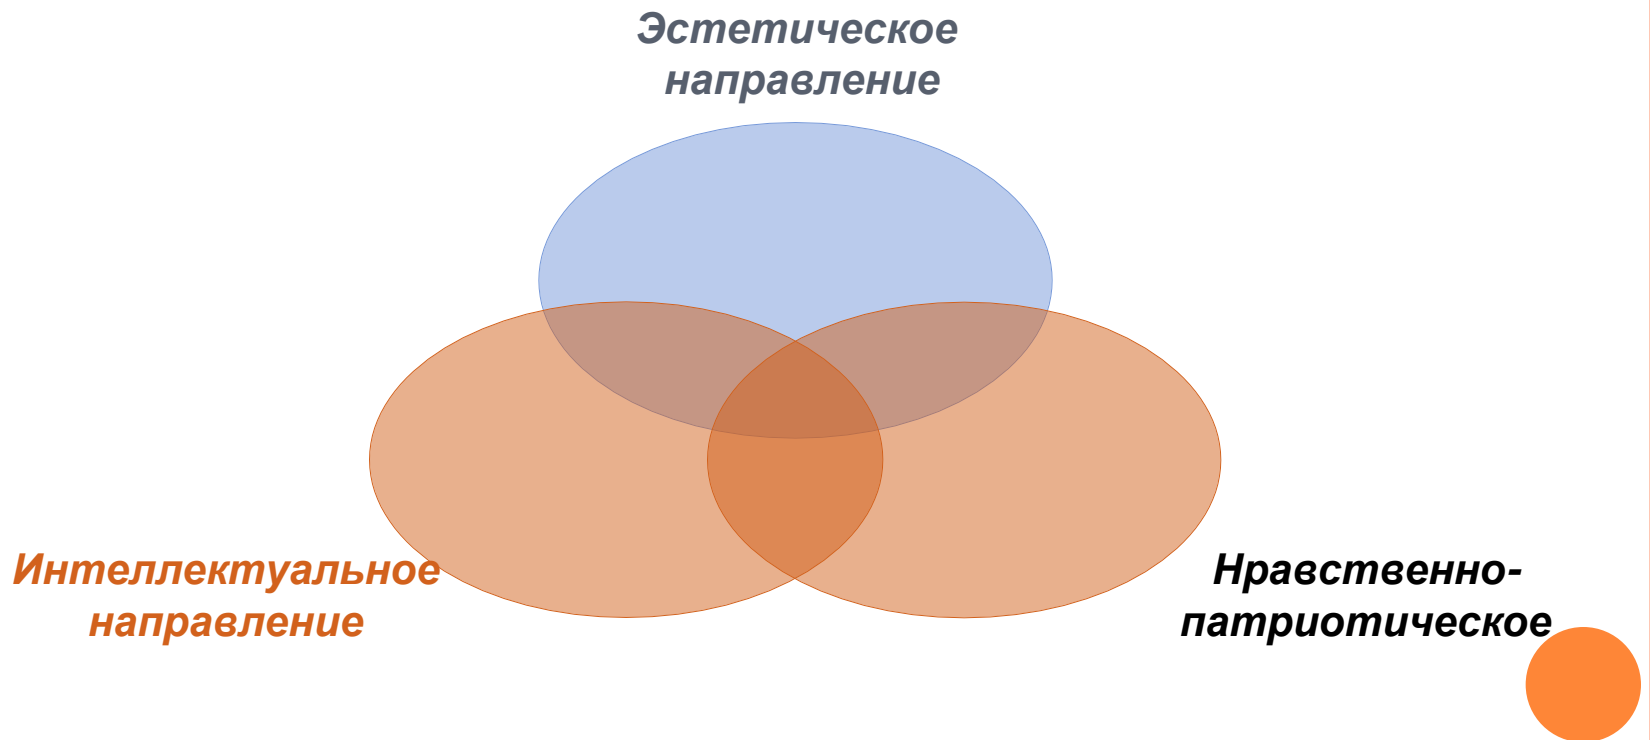 Эстетическое
направление
Интеллектуальное
направление
Нравственно-
патриотическое